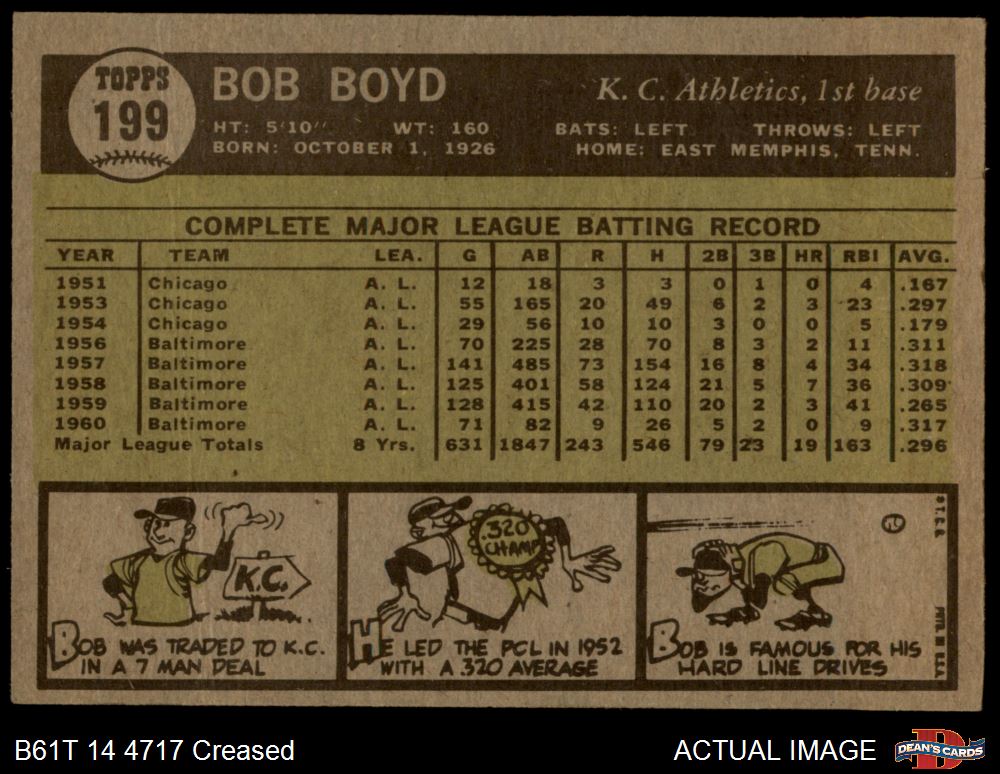 TOPPS
199
BOB BOYD
K. C. Athletics, 1st base
HT: 5'10" WT: 160 BATS: LEFT THROWS: LEFT
BORN: OCTOBER 1, 1926 HOME: EAST MEMPHIS, TENN.
COMPLETE MAJOR LEAGUE BATTING RECORD
YEAR TEAM LEA. G AB R H 2B 3B HR RBI AVG.
1951 Chicago A. L. 12 18 3 3 0 1 0 4 .167
1953 Chicago A. L. 55 165 20 49 6 2 3 23 .297
1954 Chicago A. L. 29 56 10 10 3 0 0 5 .179
1956 Baltimore A. L. 70 225 28 70 8 3 2 11 .311
1957 Baltimore A. L. 141 485 73 154 16 8 4 34 .318
1958 Baltimore A. L. 125 401 58 124 21 5 7 36 .309
1959 Baltimore A. L. 128 415 42 110 20 2 3 41 .265
1960 Baltimore A. L. 71 82 9 26 5 2 0 9 .317
Major League Totals 8 Yrs. 631 1847 243 546 79 23 19 163 .296
K.C.
BOB WAS TRADED TO K.C.
IN A 7 MAN DEAL
.320
CHAMP
HE LED THE PCL IN 1952
WITH A .320 AVERAGE
BOB IS FAMOUS FOR HIS
HARD LINE DRIVES
© T.C.G.
PRTD. IN U.S.A.
B61T 14 4717 Creased
ACTUAL IMAGE
D
DEAN'S CARDS